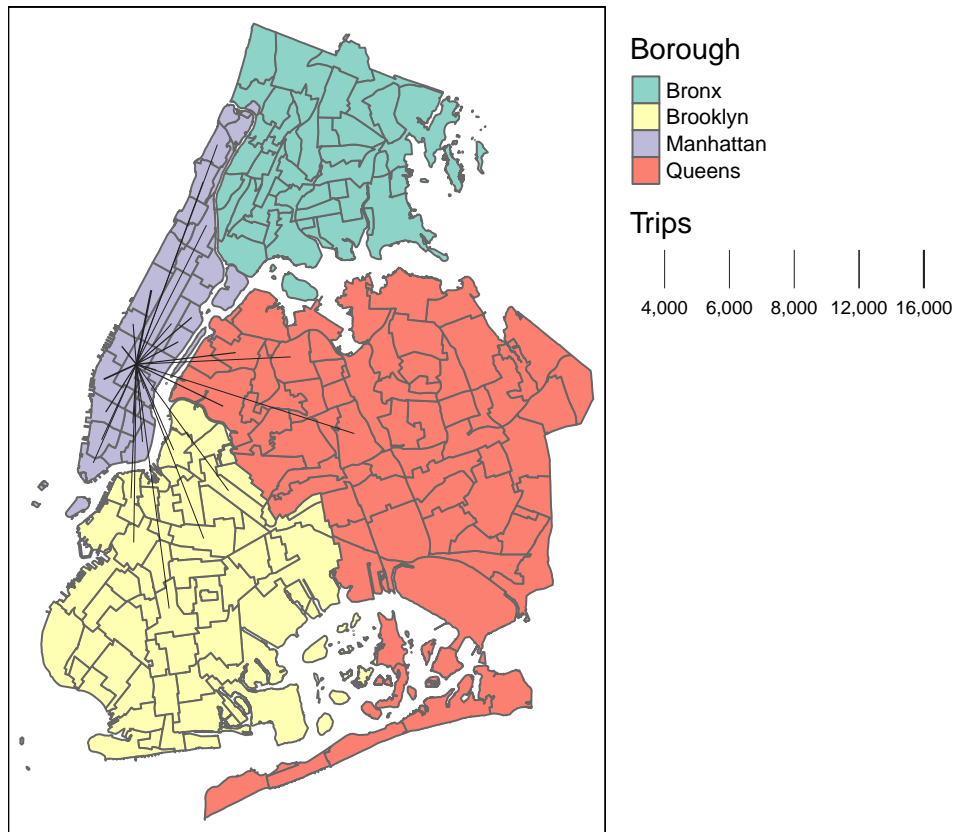 Borough
Bronx
Brooklyn
Manhattan
Queens
Trips
4,000 6,000 8,000 12,000 16,000